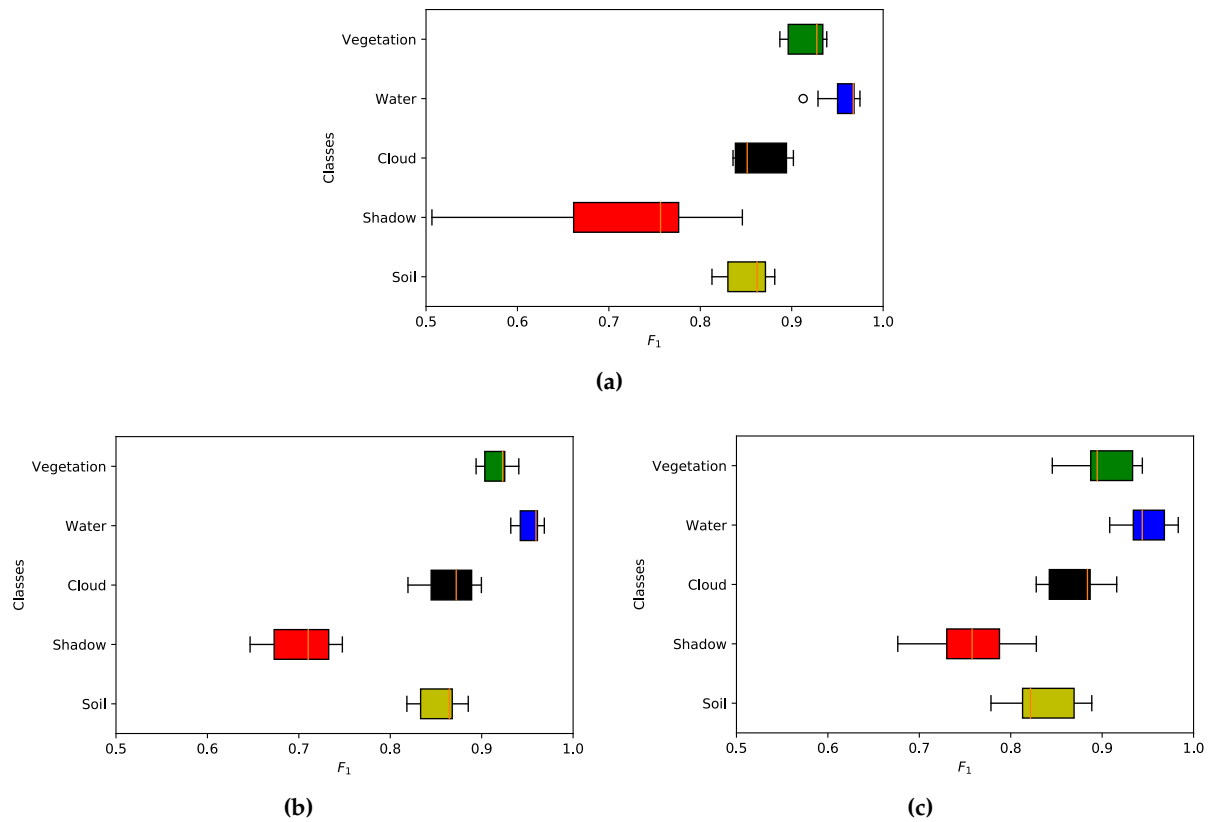 Vegetation
Water
Cloud
Shadow
Soil
Classes
0.5 0.6 0.7 0.8 0.9 1.0
F1
(a)
Vegetation
Water
Cloud
Shadow
Soil
Classes
0.5 0.6 0.7 0.8 0.9 1.0
F1
(b)
Vegetation
Water
Cloud
Shadow
Soil
Classes
0.5 0.6 0.7 0.8 0.9 1.0
F1
(c)